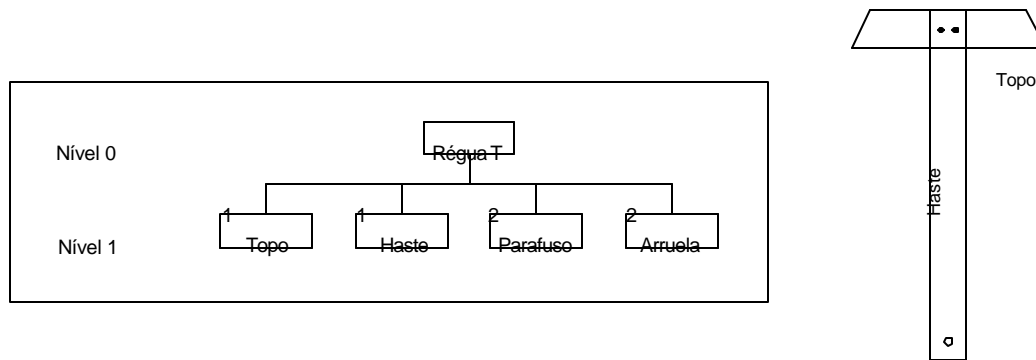 Nível 0
Régua T
1
1
2
2
Nível 1
Topo
Haste
Parafuso
Arruela
Topo
Haste